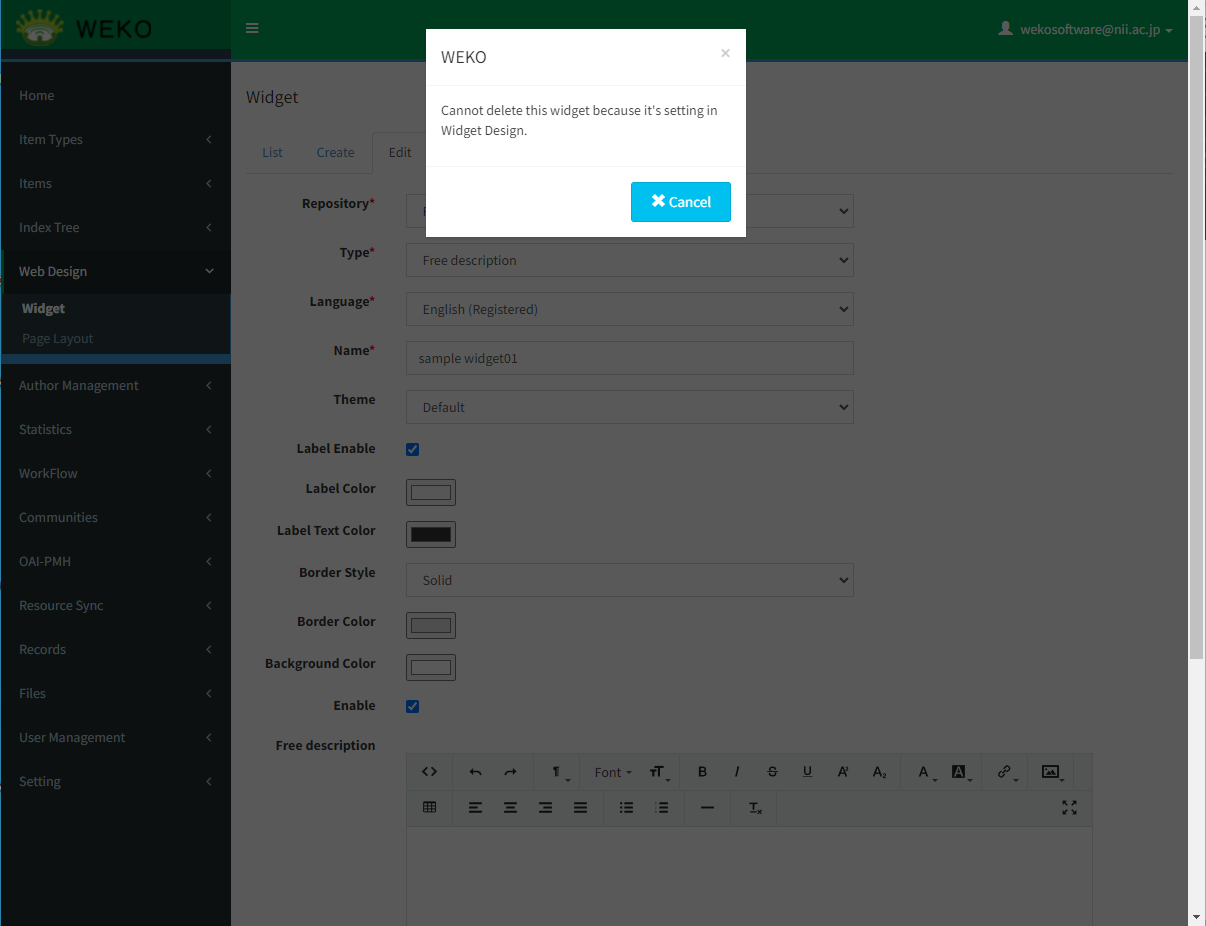 WEKO
wekosoftware@nii.ac.jp
WEKO
×
Cannot delete this widget because it's setting in
Widget Design.
Cancel
Home
Item Types
Items
Index Tree
Web Design
Widget
Page Layout
Author Management
Statistics
WorkFlow
Communities
OAI-PMH
Resource Sync
Records
Files
User Management
Setting
Widget
List Create Edit
Repository*
Type* Free description
Language* English (Registered)
Name* sample widget01
Theme Default
Label Enable
Label Color
Label Text Color
Border Style Solid
Border Color
Background Color
Enable
Free description
Font